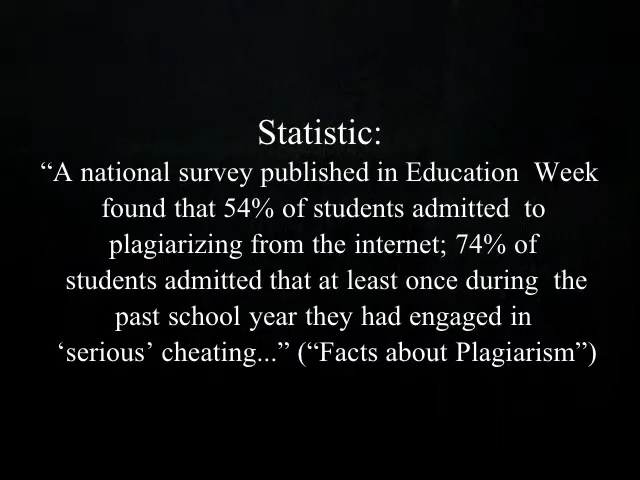 Statistic:
“A national survey published in Education  Week
found that 54% of students admitted  to
plagiarizing from the internet; 74% of
students admitted that at least once during  the
past school year they had engaged in
‘serious’ cheating...” (“Facts about Plagiarism”)